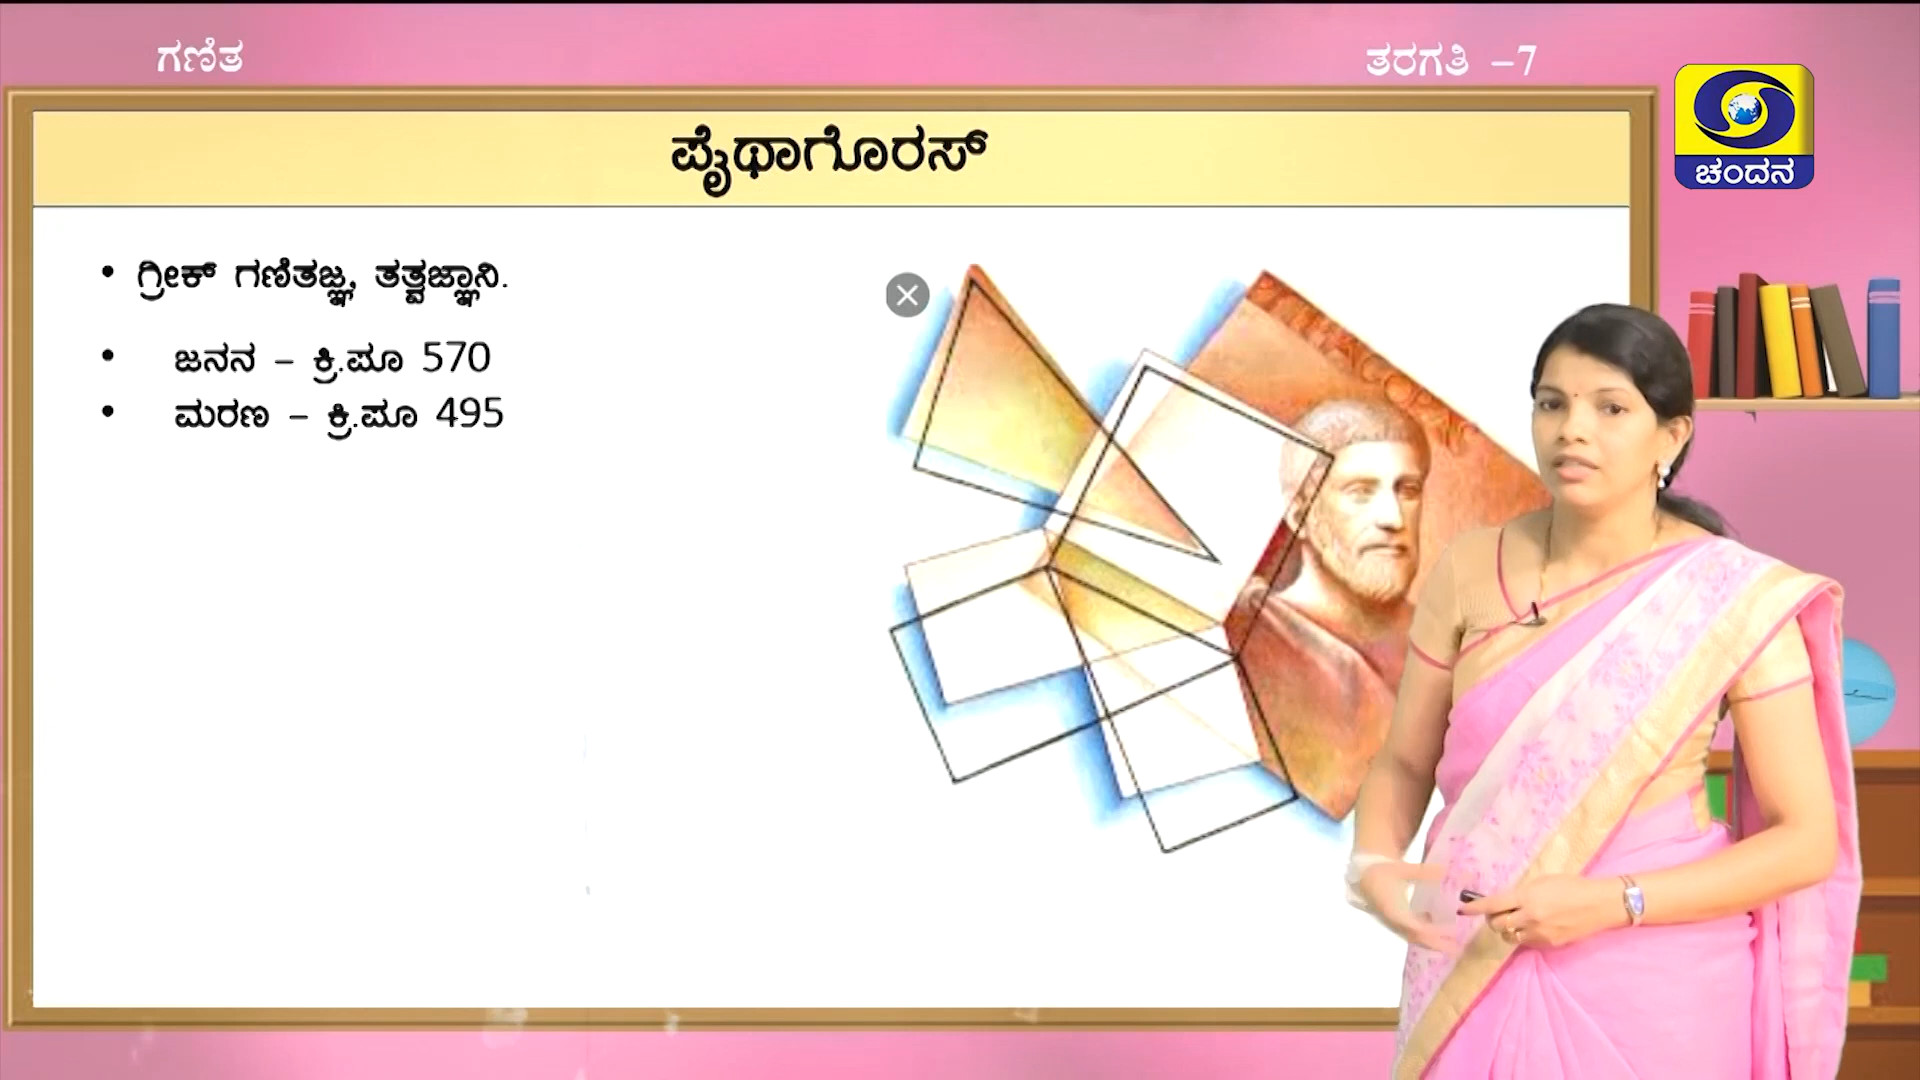 ಗಣಿತ
ತರಗತಿ –7
ಚಂದನ
ಪೈಥಾಗೊರಸ್
• ಗ್ರೀಕ್ ಗಣಿತಜ್ಞ, ತತ್ವಜ್ಞಾನಿ.
• ಜನನ – ಕ್ರಿ.ಪೂ 570
• ಮರಣ – ಕ್ರಿ.ಪೂ 495